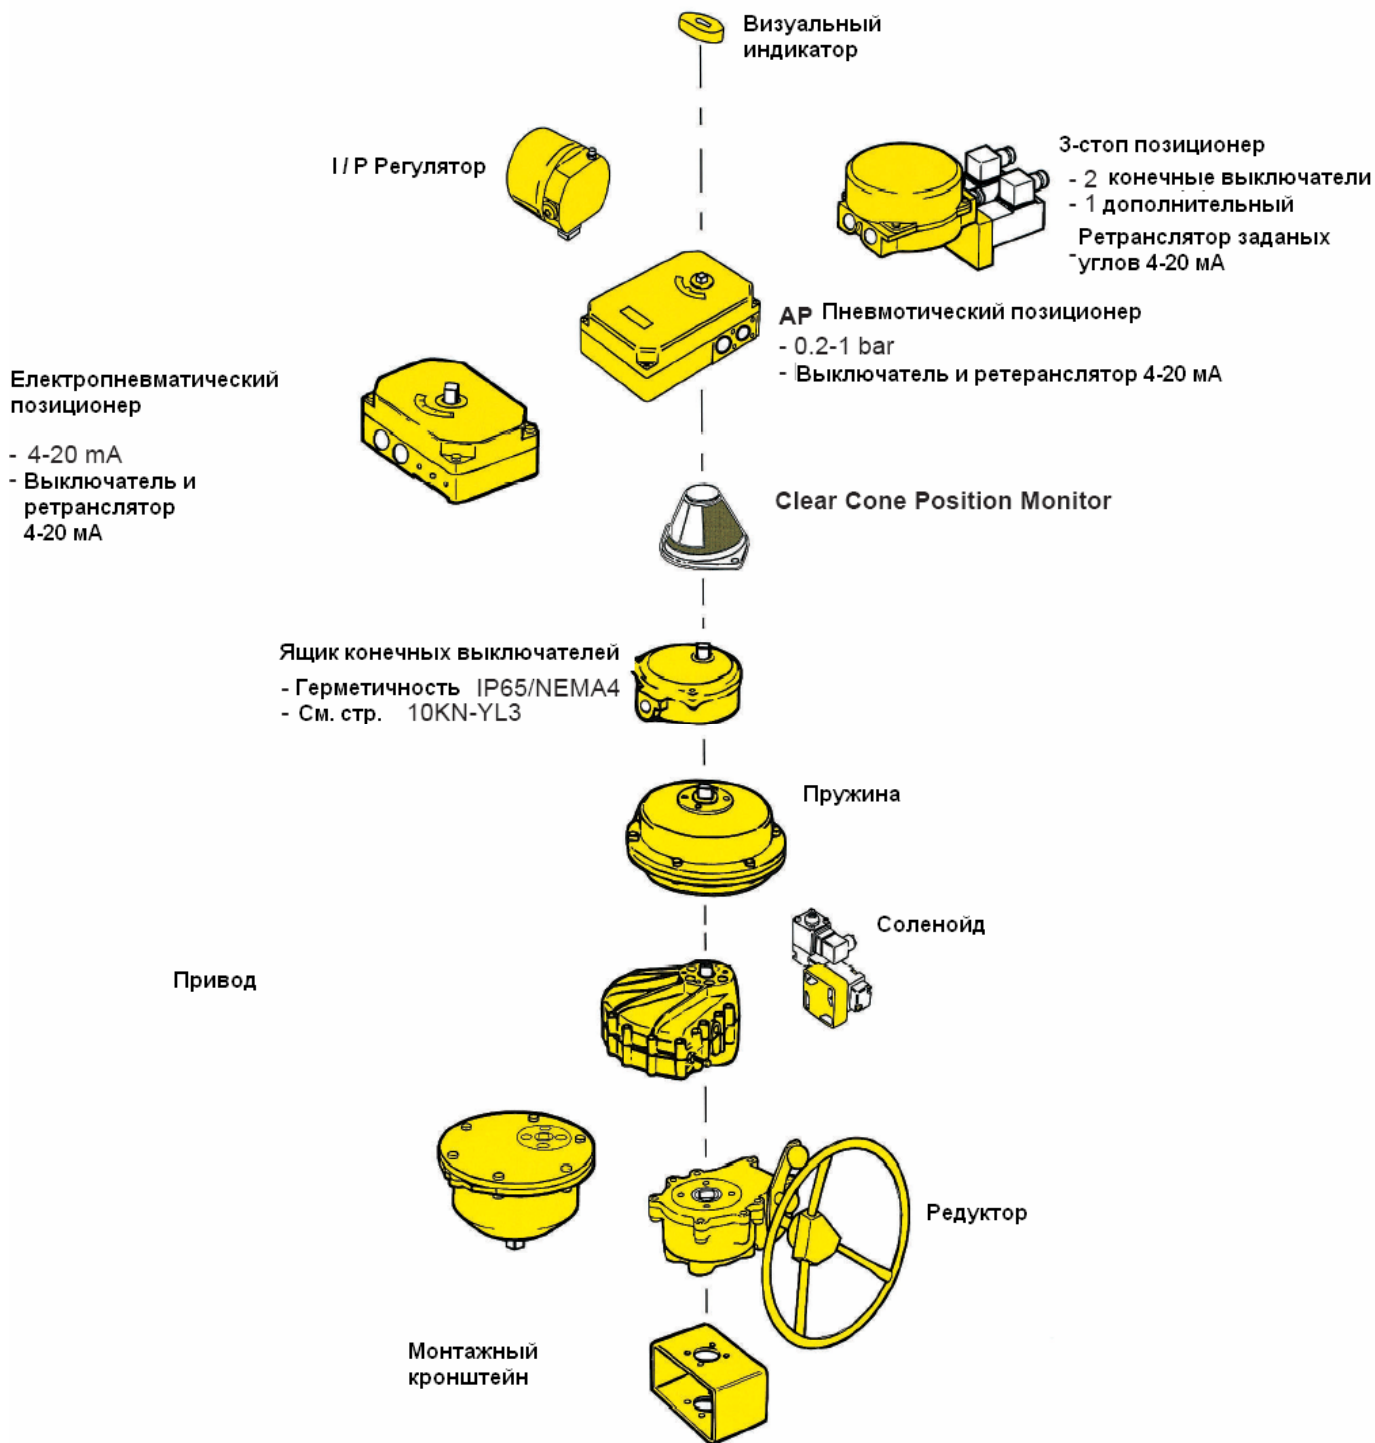 Визуальный
индикатор
I / P Регулятор
3-стоп позиционер
- 2 конечные выключатели
- 1 дополнительный
Ретранслятор заданых
- углов 4-20 мА
AP Пневмотический позиционер
- 0.2-1 bar
- Выключатель и ретеранслятор 4-20 мА
Електропневматический
позиционер
- 4-20 mA
- Выключатель и
ретранслятор
4-20 мА
Clear Cone Position Monitor
Ящик конечных выключателей
- Герметичность IP65/NEMA4
- См. стр. 10KN-YL3
Пружина
Соленойд
Привод
Редуктор
Монтажный
кронштейн